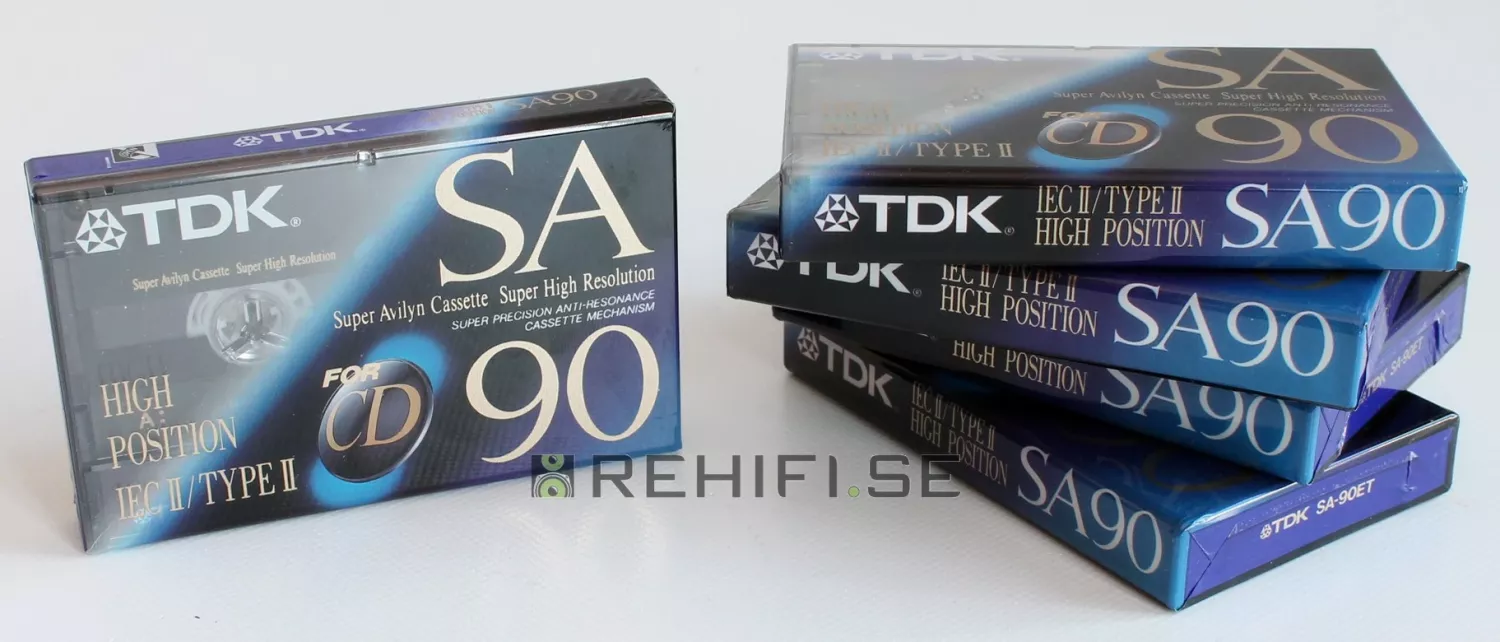 TDK SA90
TDK®
SA
Super Avilyn Cassette Super High Resolution
Super Avilyn Cassette Super High Resolution
SUPER PRECISION ANTI-RESONANCE
CASSETTE MECHANISM
90
FOR
CD
HIGH
A:
POSITION
IEC II/TYPE II
TDK
SA
Super Avilyn Cassette Super High Resolution
SUPER PRECISION ANTI-RESONANCE
CASSETTE MECHANISM
FOR
CD
90
POSITION
IEC II/TYPE II
TDK® IEC II/TYPE II SA90
HIGH POSITION
TDK® IEC II/TYPE II SA90
HIGH POSITION
HIGH POSITION SA90
TDK SA-90ET
TDK IEC II/TYPE II SA90
HIGH POSITION
TDK SA-90ET
REHIFI.SE